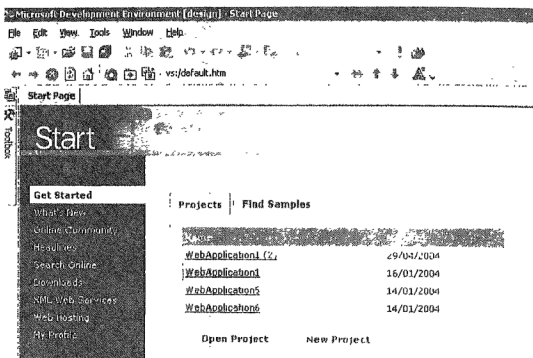 Microsoft Development Environment [design] - Start Page
File Edit View Tools Window Help
vs:/default.htm
Start Page
Toolbox
Start
Get Started
What's New
Online Community
Headlines
Search Online
Downloads
XML Web Services
Web Hosting
My Profile
Projects Find Samples
WebApplication1 (2) 29/04/2004
WebApplication1 16/01/2004
WebApplication5 14/01/2004
WebApplication6 14/01/2004
Open Project New Project